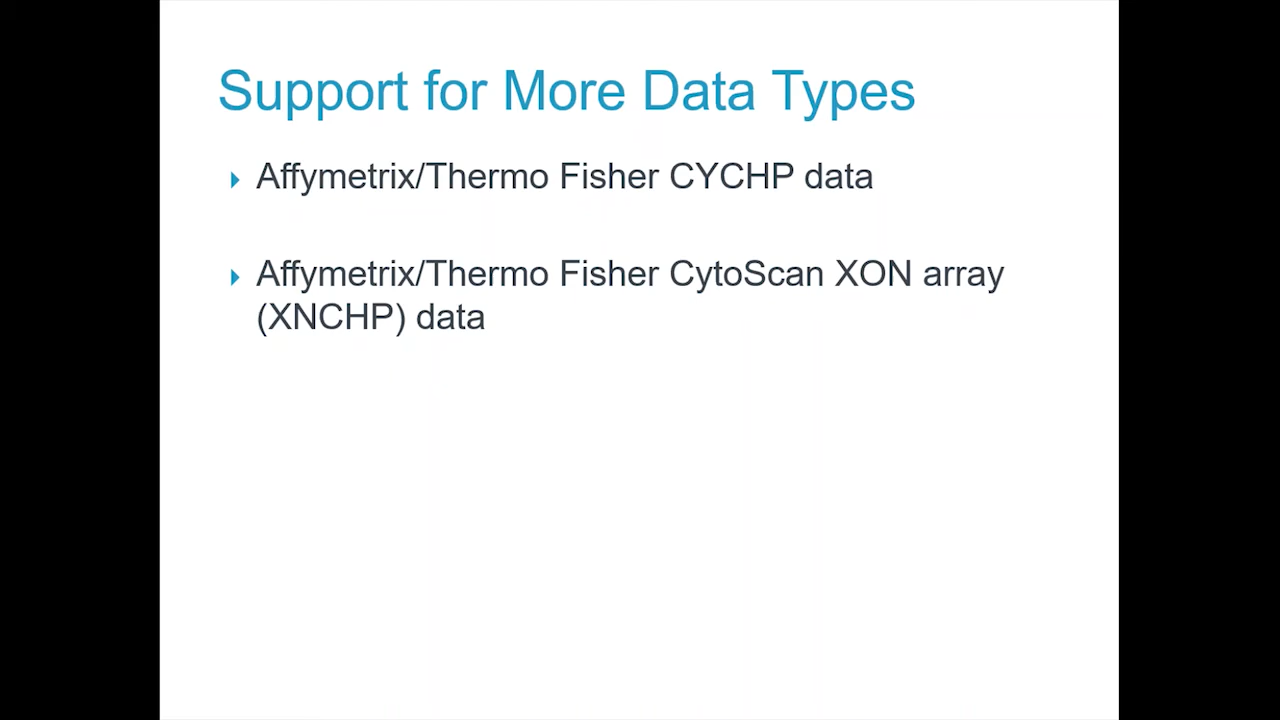 Support for More Data Types
Affymetrix/Thermo Fisher CYCHP data
Affymetrix/Thermo Fisher CytoScan XON array
(XNCHP) data